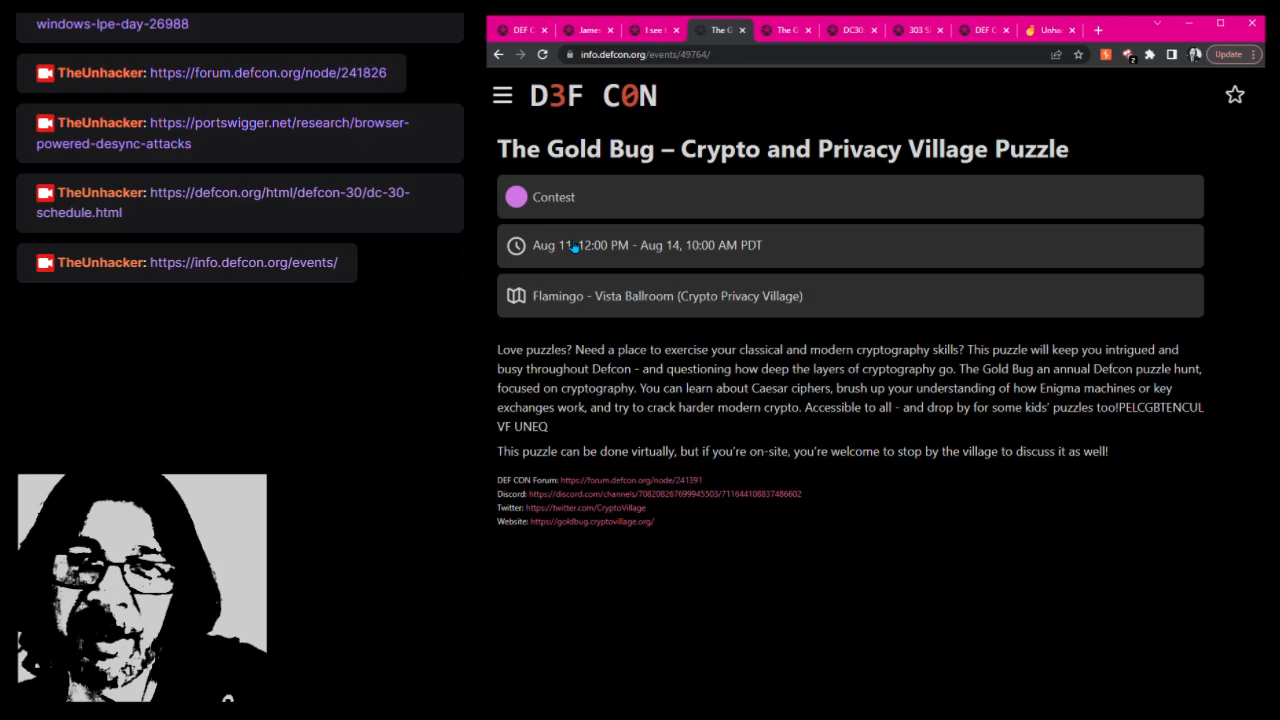 windows-lpe-day-26988
TheUnhacker: https://forum.defcon.org/node/241826
TheUnhacker: https://portswigger.net/research/browser-
powered-desync-attacks
TheUnhacker: https://defcon.org/html/defcon-30/dc-30-
schedule.html
TheUnhacker: https://info.defcon.org/events/
DEF C
James
I see t
The G
The G
DC30:
303 S
DEF C
Unha
info.defcon.org/events/49764/
2
Update
D3F C0N
The Gold Bug – Crypto and Privacy Village Puzzle
Contest
Aug 11, 12:00 PM - Aug 14, 10:00 AM PDT
Flamingo - Vista Ballroom (Crypto Privacy Village)
Love puzzles? Need a place to exercise your classical and modern cryptography skills? This puzzle will keep you intrigued and
busy throughout Defcon - and questioning how deep the layers of cryptography go. The Gold Bug an annual Defcon puzzle hunt,
focused on cryptography. You can learn about Caesar ciphers, brush up your understanding of how Enigma machines or key
exchanges work, and try to crack harder modern crypto. Accessible to all - and drop by for some kids' puzzles too!PELCGBTENCUL
VF UNEQ
This puzzle can be done virtually, but if you're on-site, you're welcome to stop by the village to discuss it as well!
DEF CON Forum: https://forum.defcon.org/node/241391
Discord: https://discord.com/channels/708208267699945503/711644108837486602
Twitter: https://twitter.com/CryptoVillage
Website: https://goldbug.cryptovillage.org/